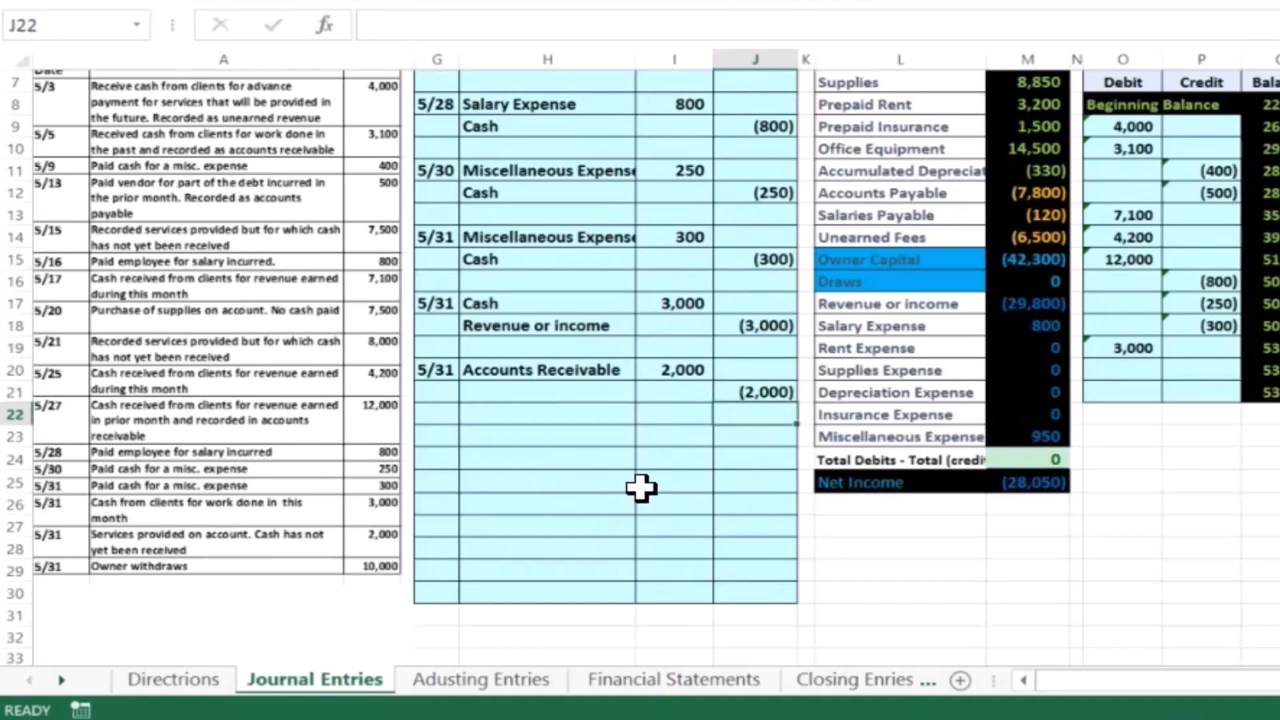 J22
fx
A G H I J K L M N O P
7 Date Supplies 8,850 Debit Credit
5/3 Receive cash from clients for advance 4,000
payment for services that will be provided in
the future. Recorded as unearned revenue
8 5/28 Salary Expense 800 Prepaid Rent 3,200 Beginning Balance
9 Cash (800) Prepaid Insurance 1,500 4,000
5/5 Received cash from clients for work done in 3,100
the past and recorded as accounts receivable
10 Office Equipment 14,500 3,100
5/9 Paid cash for a misc. expense 400
11 5/30 Miscellaneous Expense 250 Accumulated Depreciat (330) (400)
5/13 Paid vendor for part of the debt incurred in 500
the prior month. Recorded as accounts
payable
12 Cash (250) Accounts Payable (7,800) (500)
13 Salaries Payable (120) 7,100
5/15 Recorded services provided but for which cash 7,500
has not yet been received
14 5/31 Miscellaneous Expense 300 Unearned Fees (6,500) 4,200
15 Cash (300) Owner Capital (42,300) 12,000
5/16 Paid employee for salary incurred. 800
5/17 Cash received from clients for revenue earned 7,100
during this month
16 Draws 0 (800)
17 5/31 Cash 3,000 Revenue or income (29,800) (250)
5/20 Purchase of supplies on account. No cash paid 7,500
18 Revenue or income (3,000) Salary Expense 800 (300)
5/21 Recorded services provided but for which cash 8,000
has not yet been received
19 Rent Expense 0 3,000
20 5/31 Accounts Receivable 2,000 Supplies Expense 0
5/25 Cash received from clients for revenue earned 4,200
during this month
21 (2,000) Depreciation Expense 0
5/27 Cash received from clients for revenue earned 12,000
in prior month and recorded in accounts
receivable
22 Insurance Expense 0
23 Miscellaneous Expense 950
5/28 Paid employee for salary incurred 800
24 Total Debits - Total (credi 0
5/30 Paid cash for a misc. expense 250
25 Net Income (28,050)
5/31 Paid cash for a misc. expense 300
26 5/31 Cash from clients for work done in this 3,000
month
27
28 5/31 Services provided on account. Cash has not 2,000
yet been received
29 5/31 Owner withdraws 10,000
30
31
32
33
Directions Journal Entries Adusting Entries Financial Statements Closing Enries ...
READY